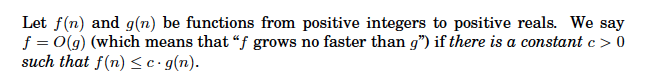 Let f(n) and g(n) be functions from positive integers to positive reals. We say
f = O(g) (which means that “f grows no faster than g”) if there is a constant c > 0
such that f(n) ≤ c · g(n).